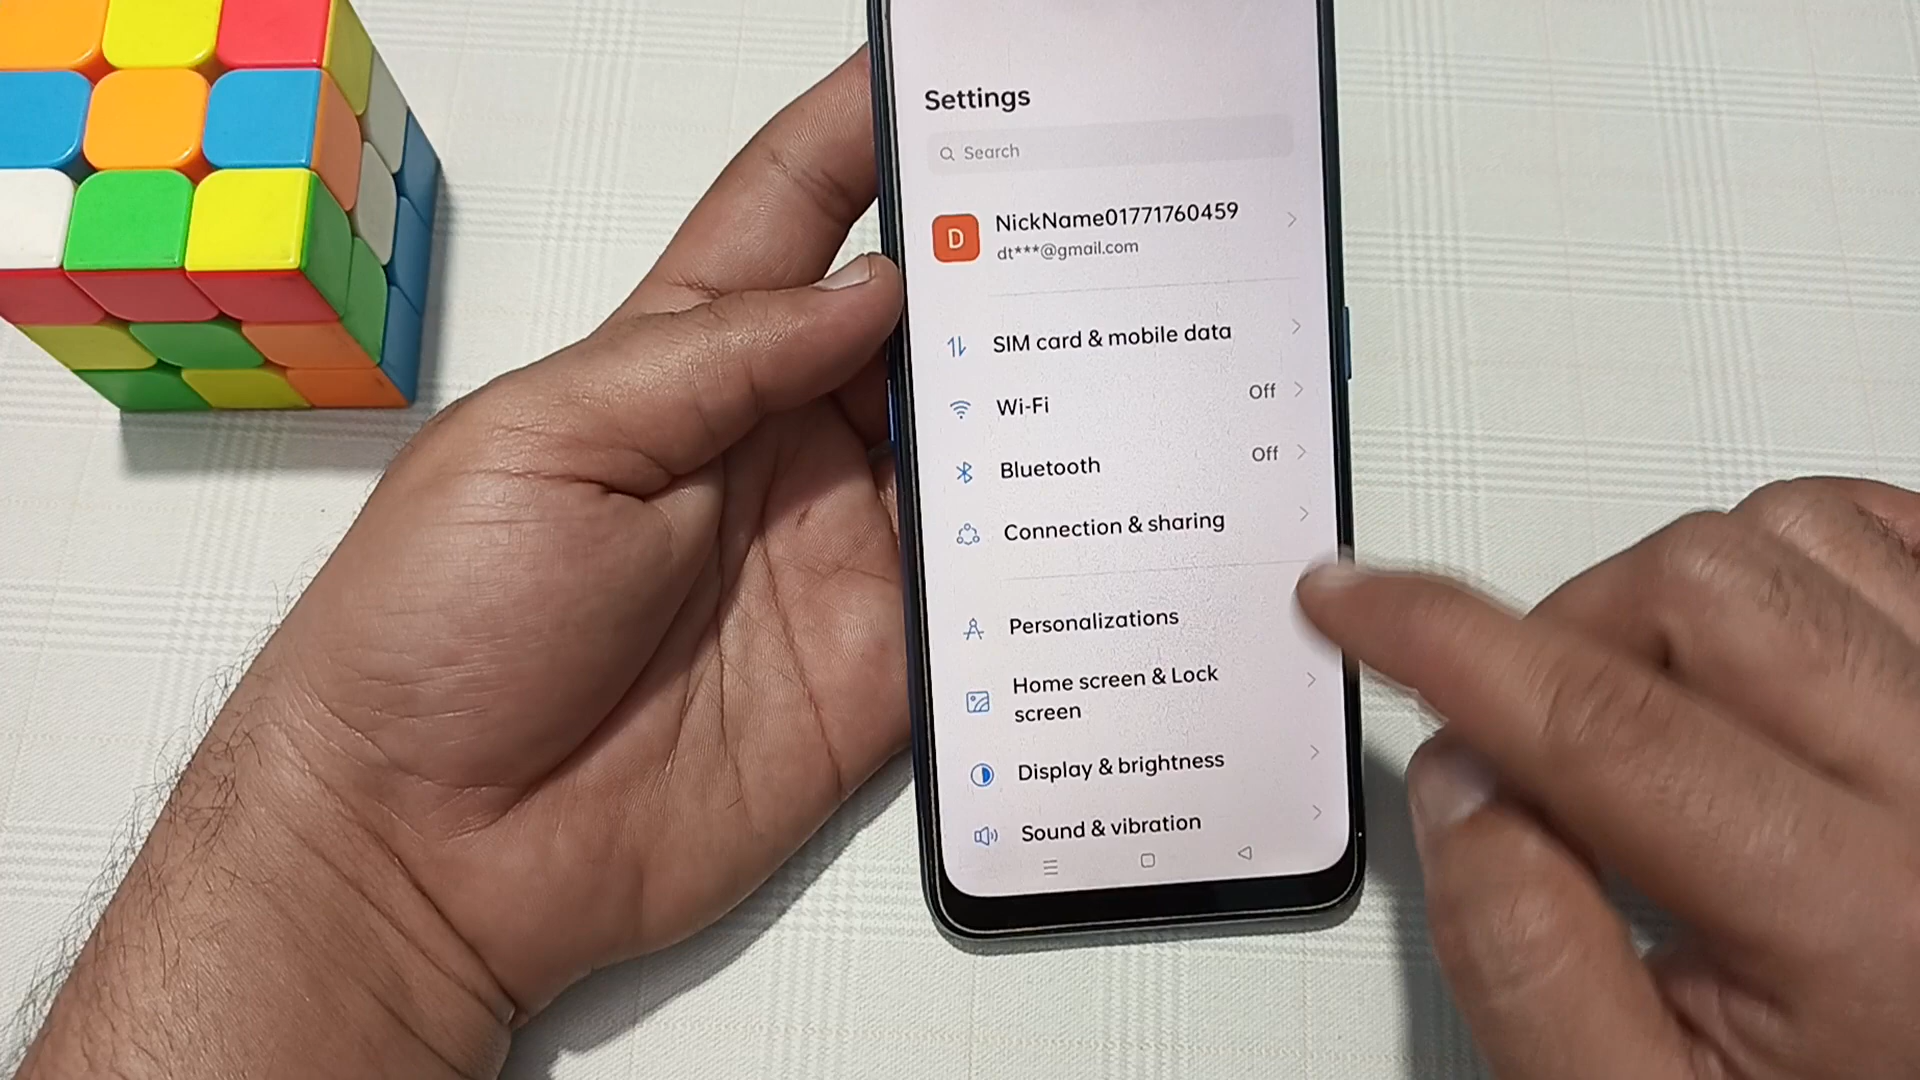 Settings
Search
D
NickName01771760459
dt***@gmail.com
SIM card & mobile data
Wi-Fi Off
Bluetooth Off
Connection & sharing
Personalizations
Home screen & Lock
screen
Display & brightness
Sound & vibration